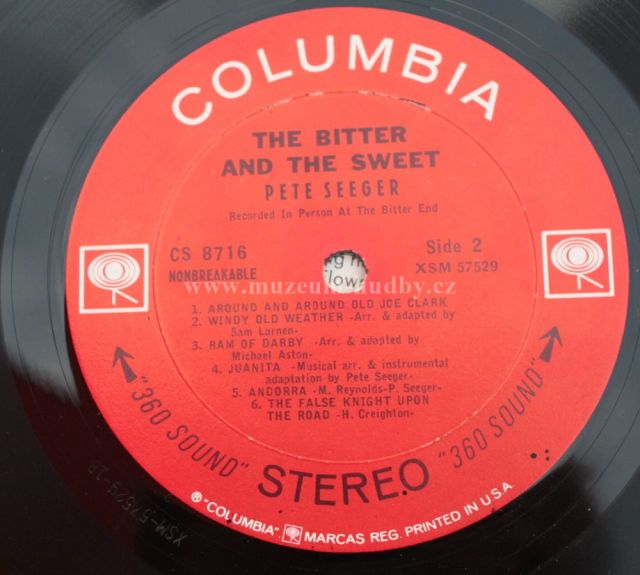 COLUMBIA
THE BITTER
AND THE SWEET
PETE SEEGER
Recorded In Person At The Bitter End
CS 8716
NONBREAKABLE
Side 2
XSM 57529
1. AROUND AND AROUND OLD JOE CLARK
2. WINDY OLD WEATHER -Arr. & adapted by
Sam Larnen-
3. RAM OF DARBY -Arr. & adapted by
Michael Aston-
4. JUANITA -Musical arr. & instrumental
adaptation by Pete Seeger-
5. ANDORRA -M. Reynolds-P. Seeger-
6. THE FALSE KNIGHT UPON
THE ROAD -H. Creighton-
"360 SOUND" STEREO "360 SOUND"
® "COLUMBIA" MARCAS REG. PRINTED IN U.S.A.
XSM-57529-1B